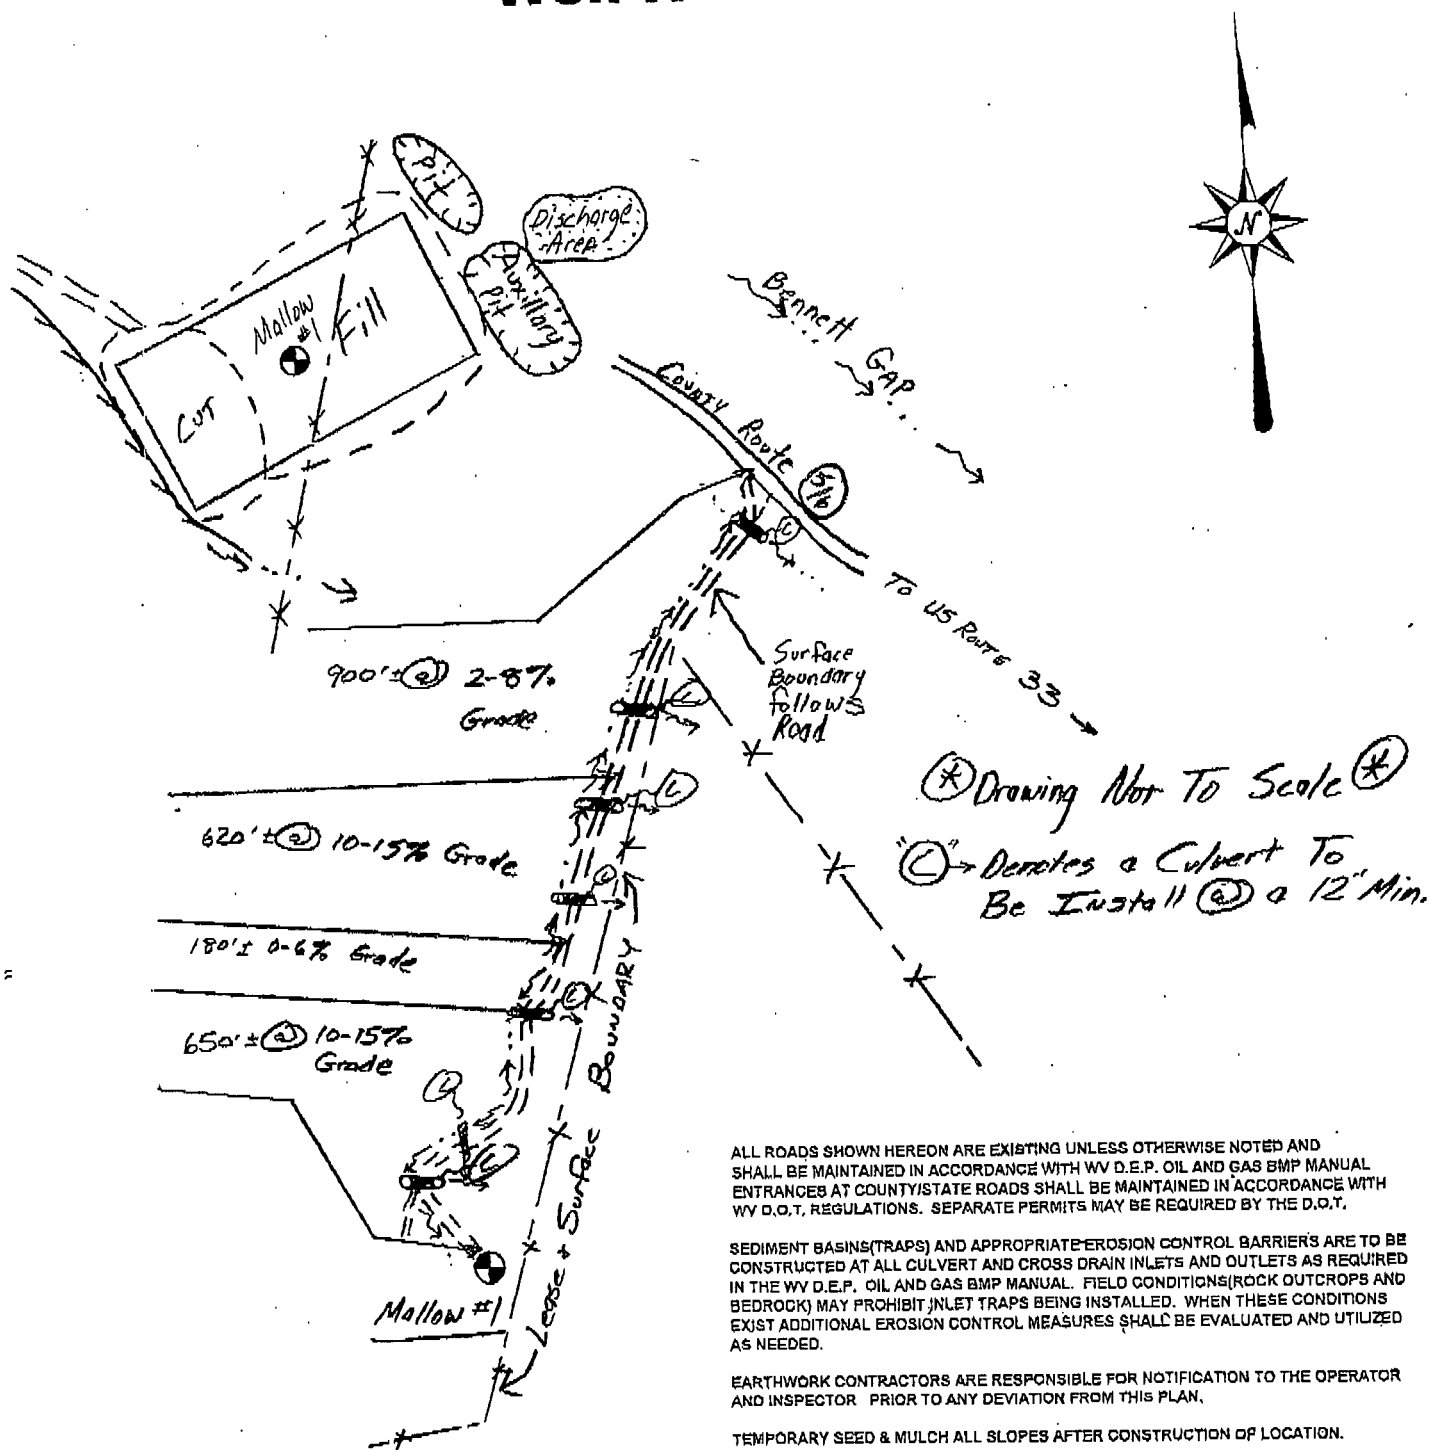 Pit
Discharge
Area
Auxillary
Pit
N
Mallow
#1
Fill
Cut
Bennett GAP
County Route
5/6
C
To US Route 33
900'± @ 2-8%
Grade
Surface
Boundary
follows
Road
C
C
* Drawing Not To Scale *
620'± @ 10-15% Grade
"C" Denotes a Culvert To
Be Install @ a 12" Min.
C
180'± 0-6% Grade
C
650'± @ 10-15%
Grade
C
C
Lease + Surface BOUNDARY
Mallow #1
ALL ROADS SHOWN HEREON ARE EXISTING UNLESS OTHERWISE NOTED AND
SHALL BE MAINTAINED IN ACCORDANCE WITH WV D.E.P. OIL AND GAS BMP MANUAL
ENTRANCES AT COUNTY/STATE ROADS SHALL BE MAINTAINED IN ACCORDANCE WITH
WV D.O.T. REGULATIONS. SEPARATE PERMITS MAY BE REQUIRED BY THE D.O.T.
SEDIMENT BASINS(TRAPS) AND APPROPRIATE EROSION CONTROL BARRIERS ARE TO BE
CONSTRUCTED AT ALL CULVERT AND CROSS DRAIN INLETS AND OUTLETS AS REQUIRED
IN THE WV D.E.P. OIL AND GAS BMP MANUAL. FIELD CONDITIONS(ROCK OUTCROPS AND
BEDROCK) MAY PROHIBIT INLET TRAPS BEING INSTALLED. WHEN THESE CONDITIONS
EXIST ADDITIONAL EROSION CONTROL MEASURES SHALL BE EVALUATED AND UTILIZED
AS NEEDED.
EARTHWORK CONTRACTORS ARE RESPONSIBLE FOR NOTIFICATION TO THE OPERATOR
AND INSPECTOR PRIOR TO ANY DEVIATION FROM THIS PLAN.
TEMPORARY SEED & MULCH ALL SLOPES AFTER CONSTRUCTION OF LOCATION.